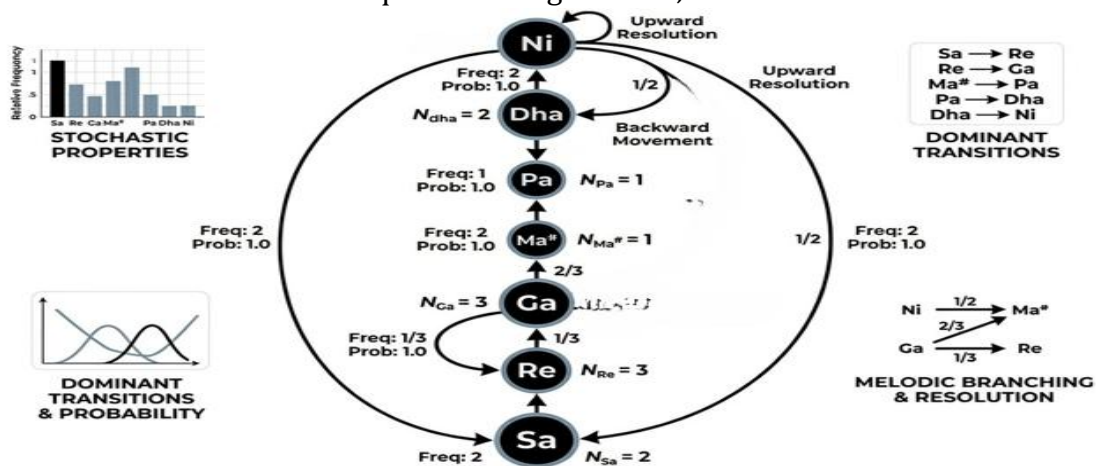 Relative Frequency
1
1
.5
0
Sa Re Ga Ma# Pa Dha Ni
STOCHASTIC
PROPERTIES
Ni
Upward
Resolution
Freq: 2
Prob: 1.0
1/2
Upward
Resolution
N_dha = 2
Dha
Backward
Movement
Sa → Re
Re → Ga
Ma# → Pa
Pa → Dha
Dha → Ni
DOMINANT
TRANSITIONS
Freq: 1
Prob: 1.0
Pa
N_Pa = 1
Freq: 2
Prob: 1.0
Freq: 2
Prob: 1.0
Ma#
N_Ma# = 1
1/2
Freq: 2
Prob: 1.0
2/3
N_Ga = 3
Ga
Freq: 1/3
Prob: 1.0
1/3
Re
N_Re = 3
Sa
Freq: 2
N_Sa = 2
DOMINANT
TRANSITIONS
& PROBABILITY
Ni 1/2 Ma#
2/3
Ga 1/3 Re
MELODIC BRANCHING
& RESOLUTION